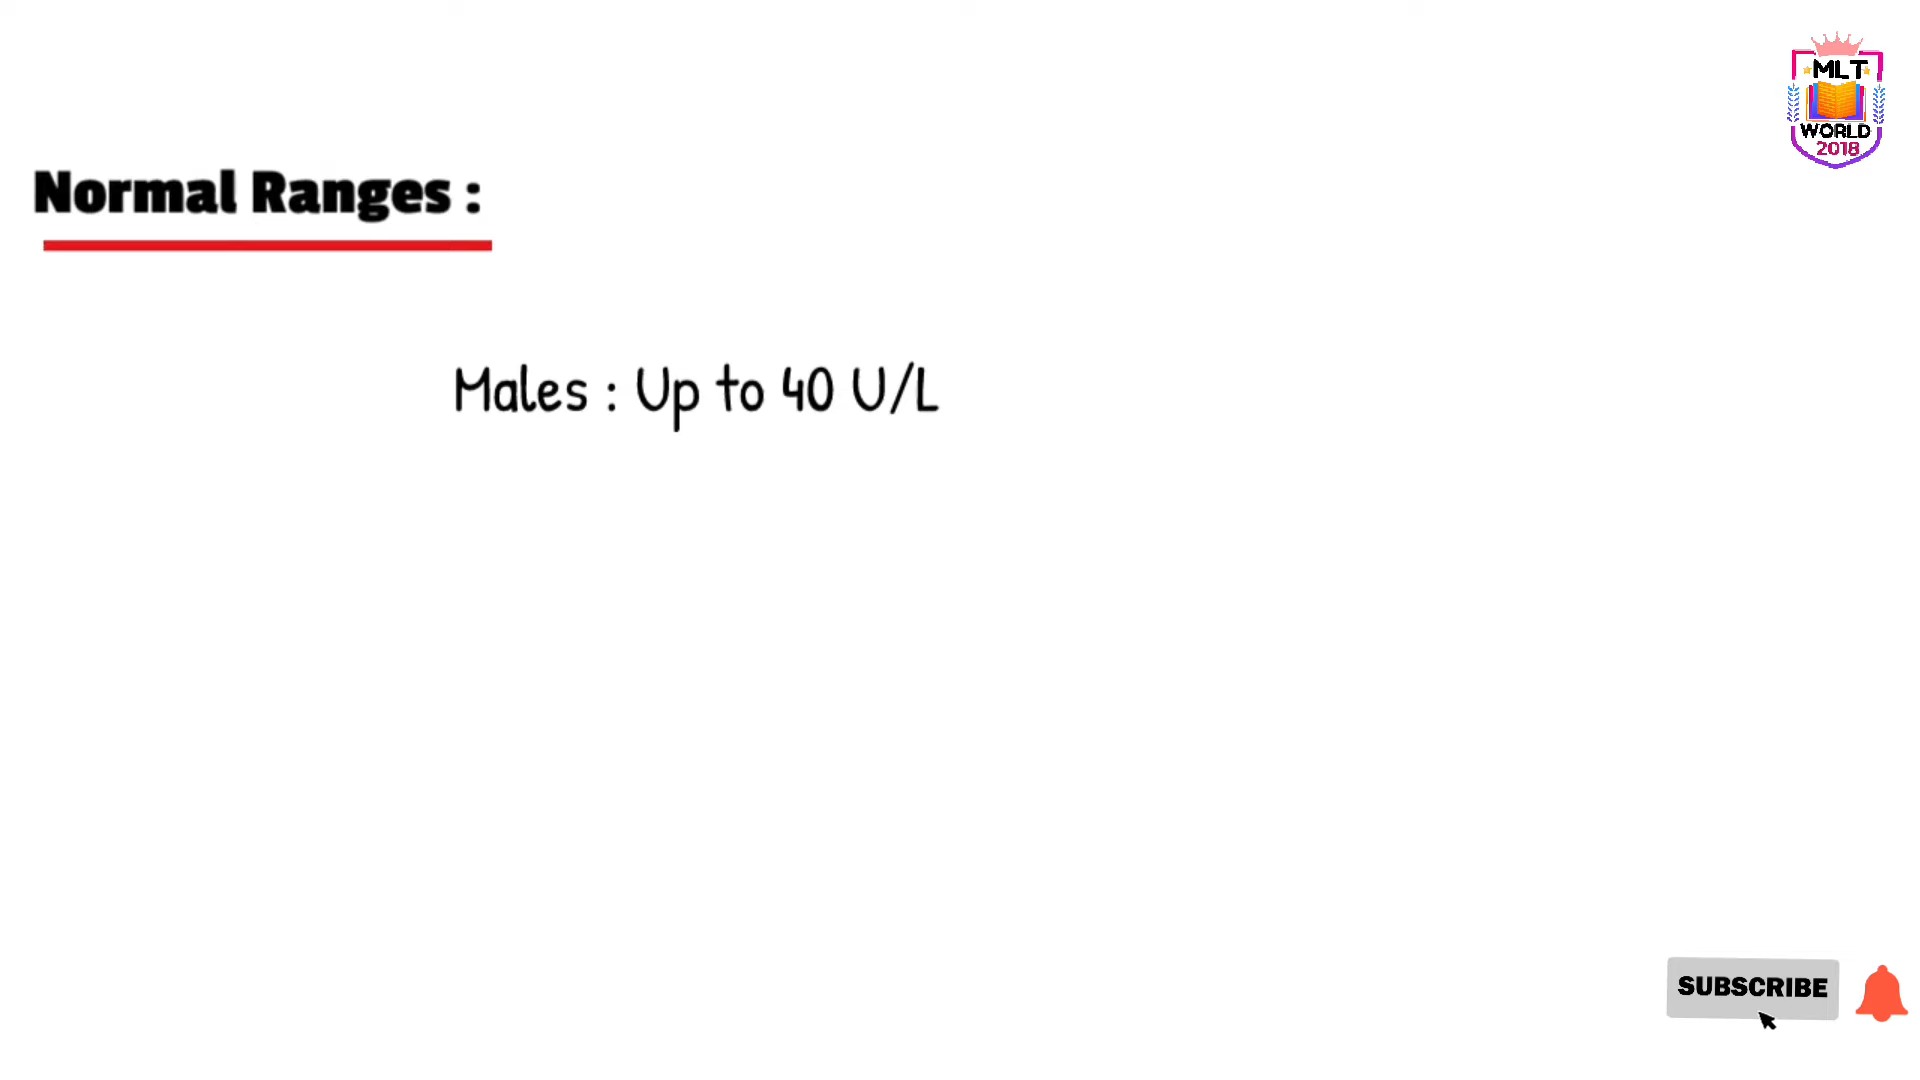 MLT
WORLD
2018
Normal Ranges :
Males : Up to 40 U/L
SUBSCRIBE